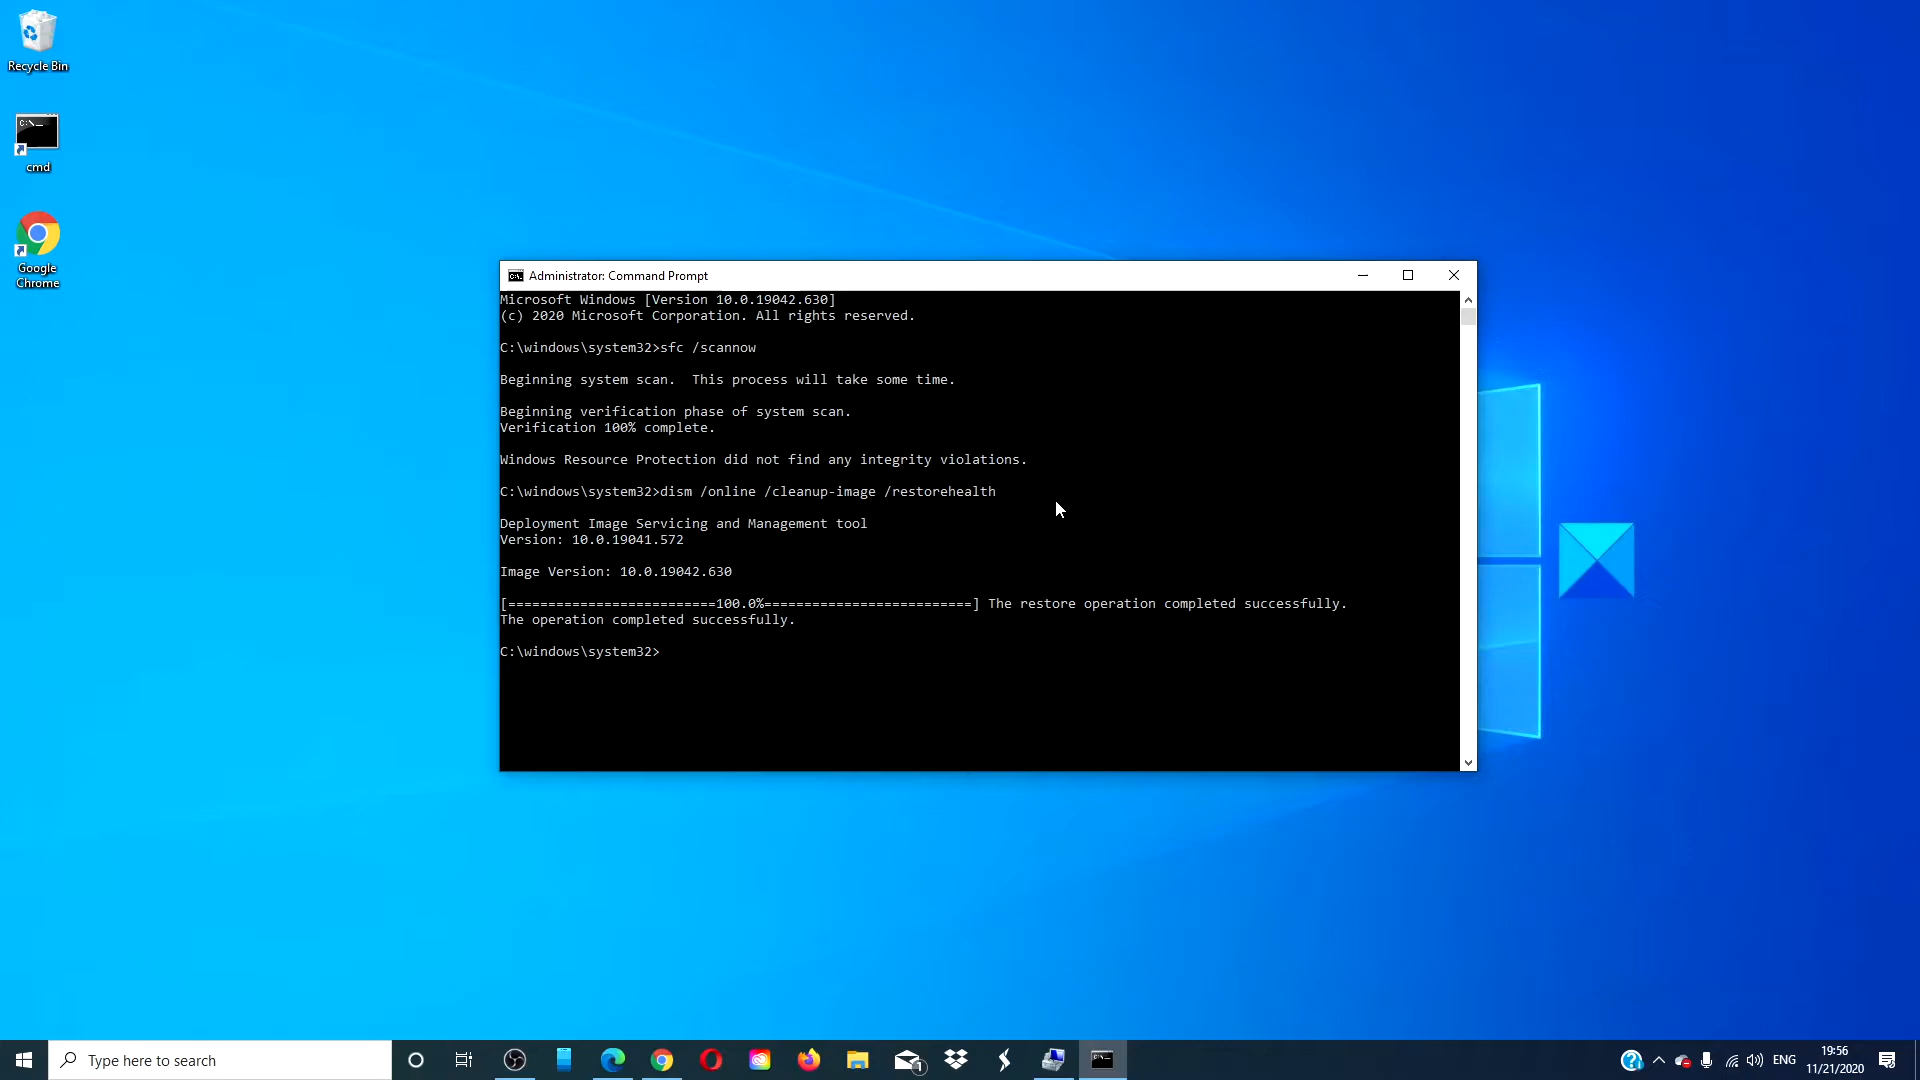 Recycle Bin
cmd
Google
Chrome
Administrator: Command Prompt
Microsoft Windows [Version 10.0.19042.630]
(c) 2020 Microsoft Corporation. All rights reserved.
C:\windows\system32>sfc /scannow
Beginning system scan.  This process will take some time.
Beginning verification phase of system scan.
Verification 100% complete.
Windows Resource Protection did not find any integrity violations.
C:\windows\system32>dism /online /cleanup-image /restorehealth
Deployment Image Servicing and Management tool
Version: 10.0.19041.572
Image Version: 10.0.19042.630
[==========================100.0%==========================] The restore operation completed successfully.
The operation completed successfully.
C:\windows\system32>
Type here to search
1
ENG
19:56
11/21/2020